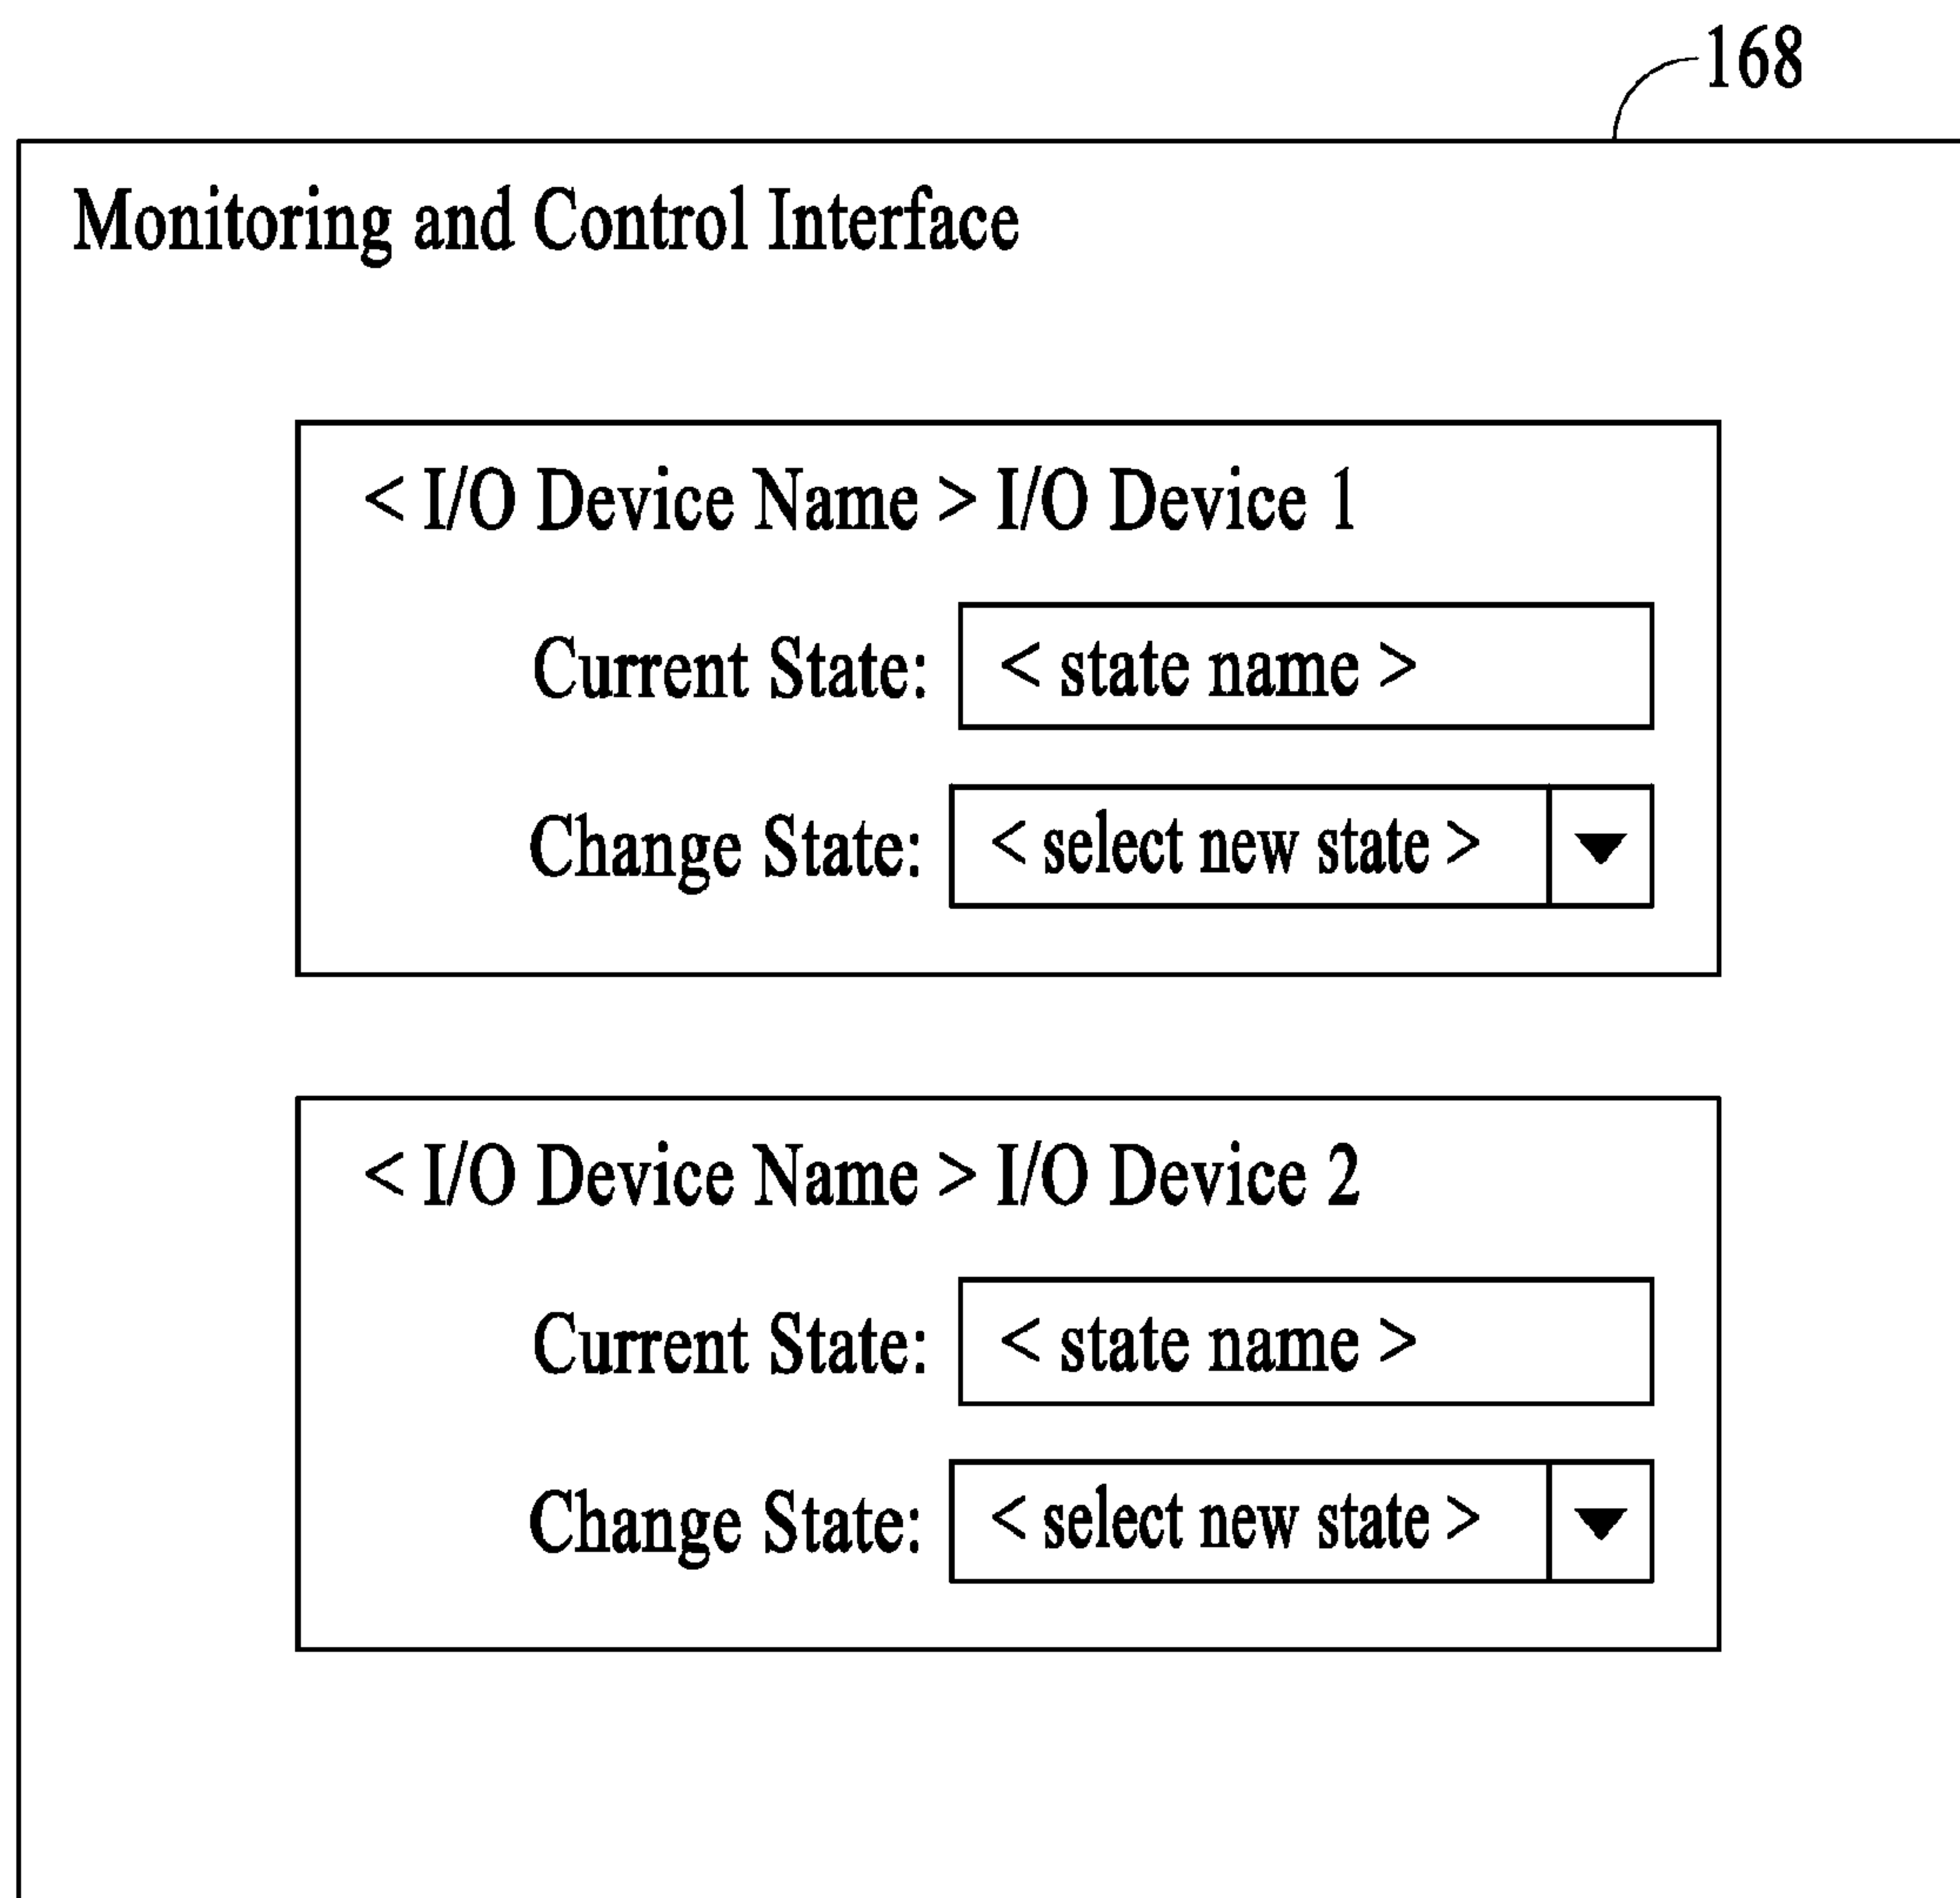 168
Monitoring and Control Interface
< I/O Device Name > I/O Device 1
Current State: < state name >
Change State: < select new state >
< I/O Device Name > I/O Device 2
Current State: < state name >
Change State: < select new state >